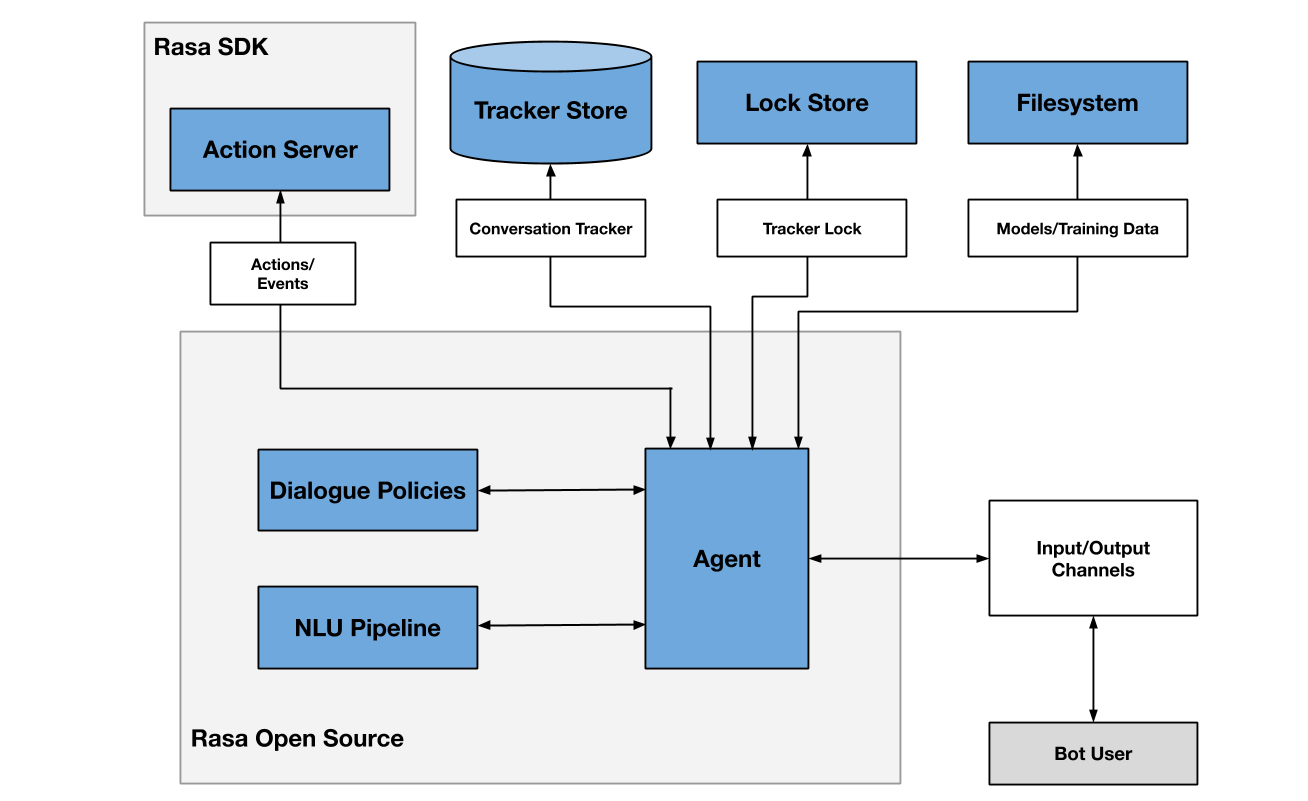 Rasa SDK
Action Server
Tracker Store
Lock Store
Filesystem
Conversation Tracker
Tracker Lock
Models/Training Data
Actions/
Events
Dialogue Policies
Agent
NLU Pipeline
Rasa Open Source
Input/Output
Channels
Bot User